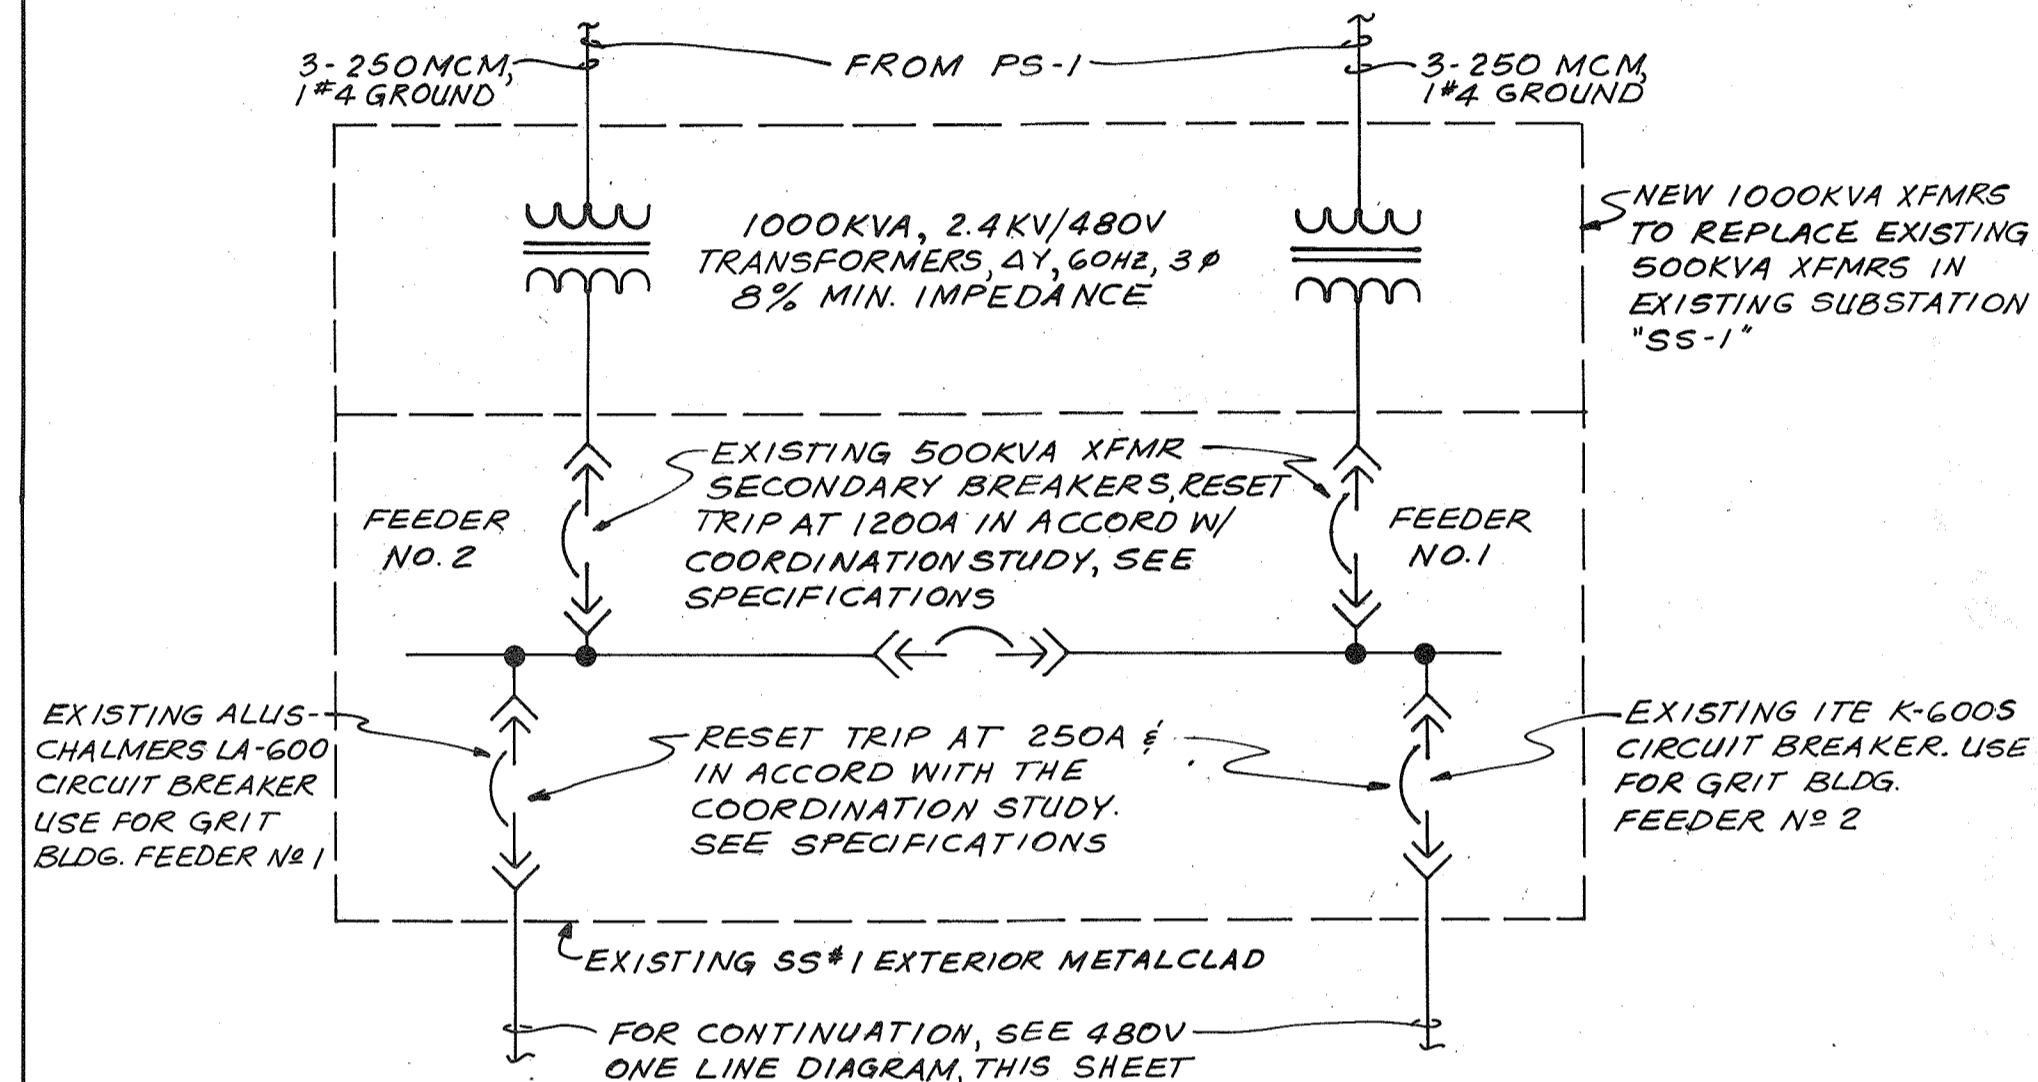 3-250MCM,
1#4 GROUND
FROM PS-1
3-250 MCM,
1#4 GROUND
1000KVA, 2.4KV/480V
TRANSFORMERS, ΔY, 60HZ, 3Ø
8% MIN. IMPEDANCE
NEW 1000KVA XFMRS
TO REPLACE EXISTING
500KVA XFMRS IN
EXISTING SUBSTATION
"SS-1"
EXISTING 500KVA XFMR
SECONDARY BREAKERS, RESET
TRIP AT 1200A IN ACCORD W/
COORDINATION STUDY, SEE
SPECIFICATIONS
FEEDER
NO. 2
FEEDER
NO. 1
EXISTING ALLIS-
CHALMERS LA-600
CIRCUIT BREAKER
USE FOR GRIT
BLDG. FEEDER Nº 1
RESET TRIP AT 250A &
IN ACCORD WITH THE
COORDINATION STUDY.
SEE SPECIFICATIONS
EXISTING ITE K-600S
CIRCUIT BREAKER. USE
FOR GRIT BLDG.
FEEDER Nº 2
EXISTING SS#1 EXTERIOR METALCLAD
FOR CONTINUATION, SEE 480V
ONE LINE DIAGRAM, THIS SHEET